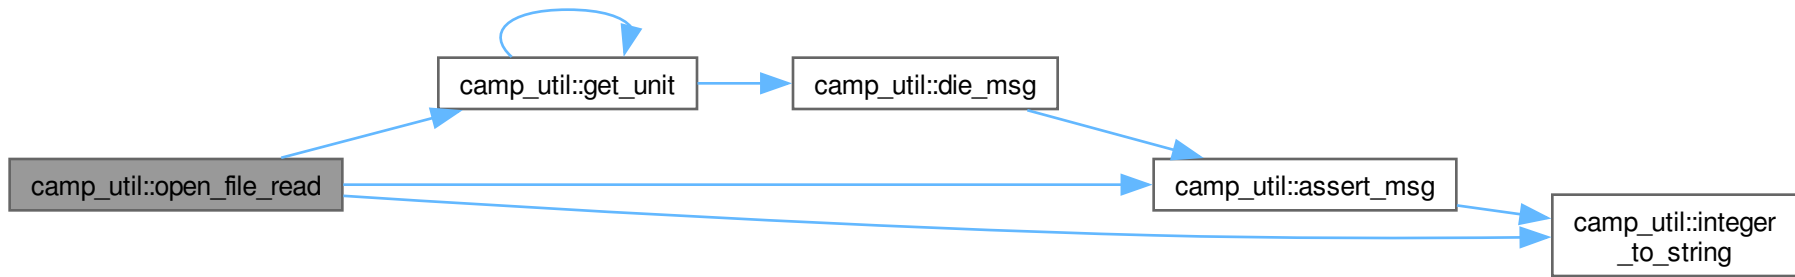 camp_util::get_unit
camp_util::die_msg
camp_util::open_file_read
camp_util::assert_msg
camp_util::integer
_to_string